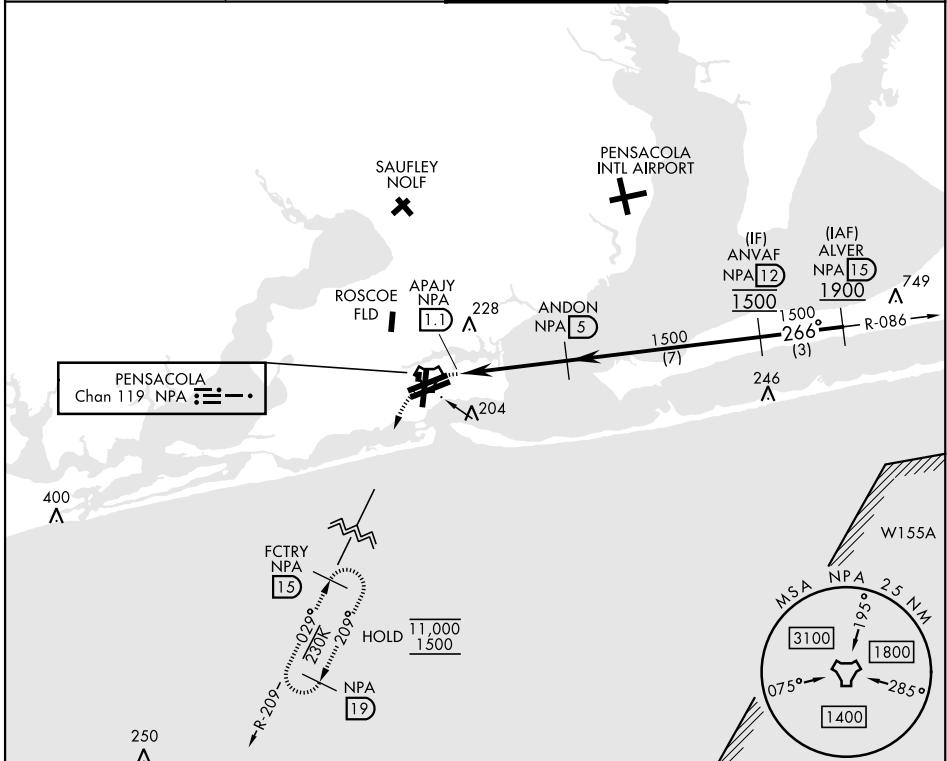 SAUFLEY
NOLF
PENSACOLA
INTL AIRPORT
ROSCOE
FLD
APAJY
NPA
1.1
228
ANDON
NPA 5
(IF)
ANVAF
NPA 12
1500
(IAF)
ALVER
NPA 15
1900
749
1500
(7)
1500
266°
(3)
R-086
PENSACOLA
Chan 119 NPA
204
246
400
W155A
FCTRY
NPA
15
029°
230K
209°
HOLD 11,000
1500
NPA
19
R-209
250
MSA NPA 25 NM
195°
3100
1800
075°
285°
1400